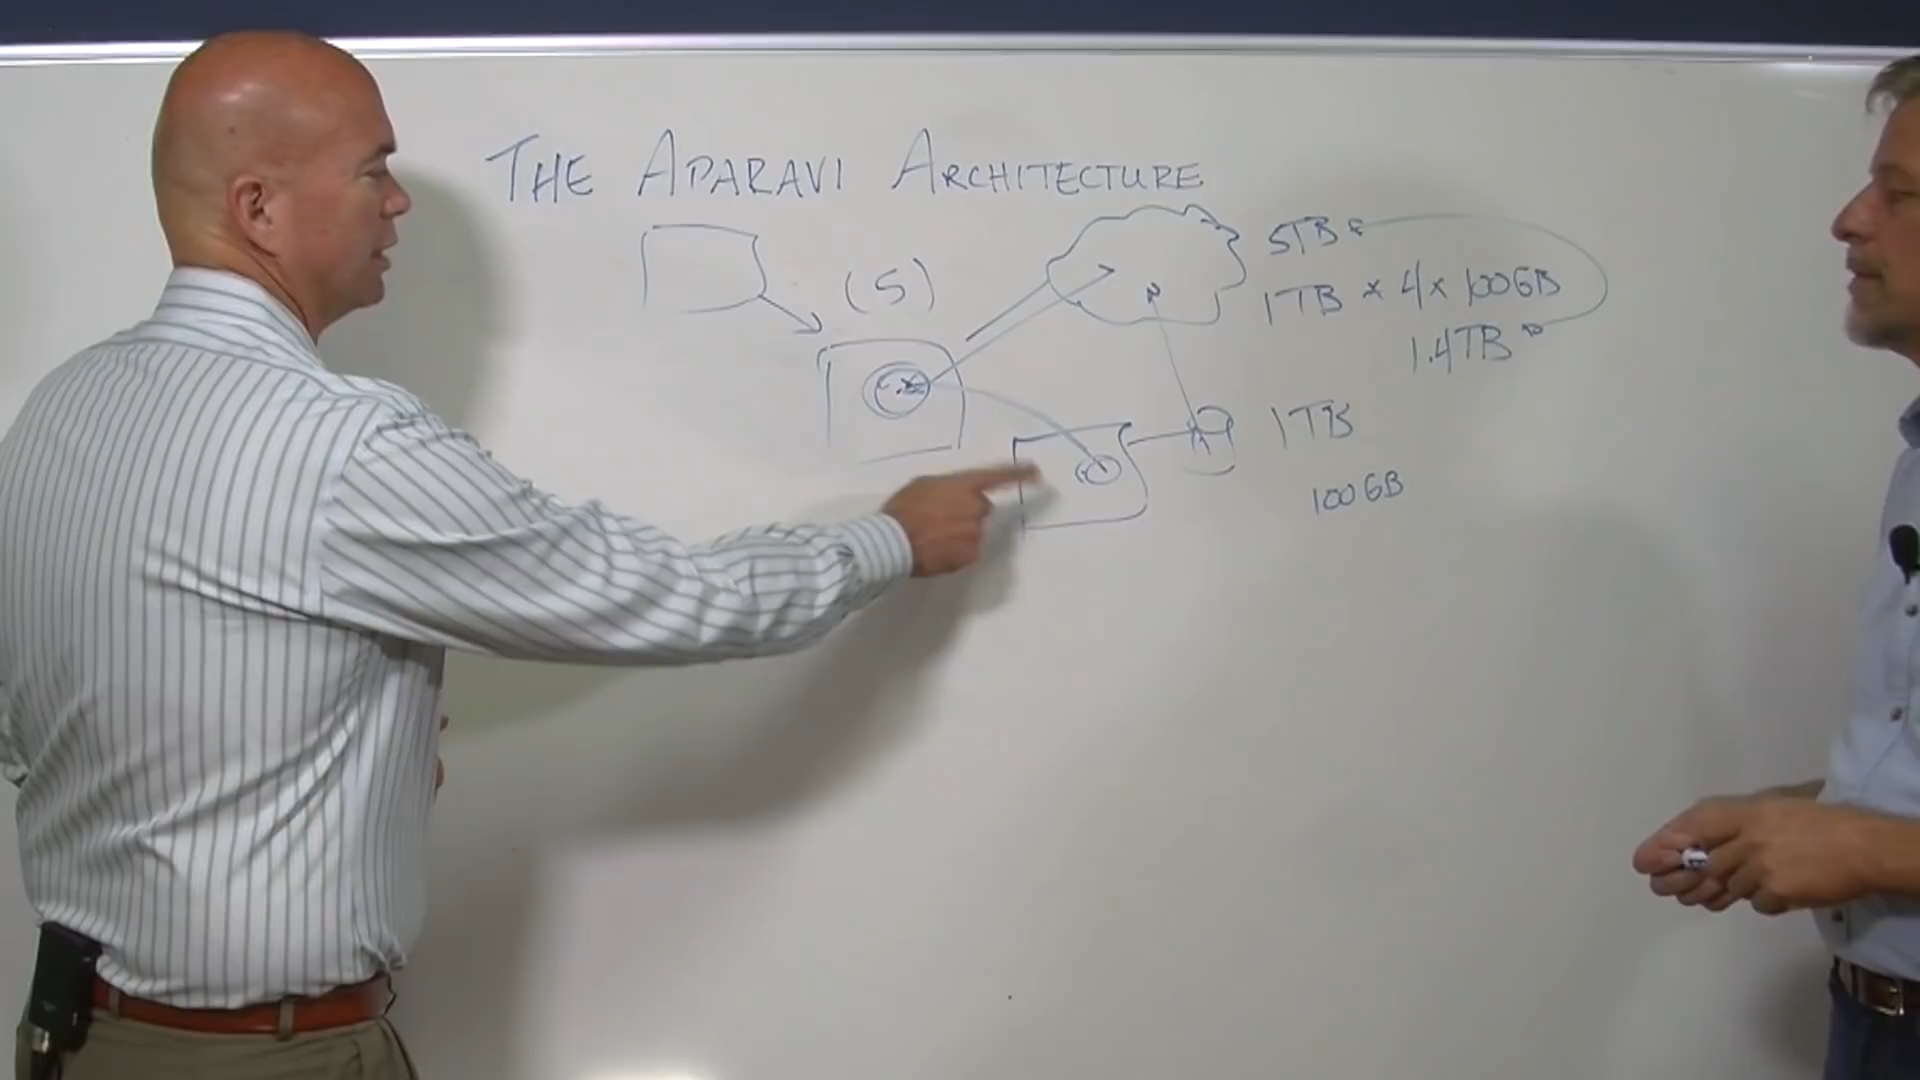 THE APARAVI ARCHITECTURE
(S)
5TB
1TB * 4 * 100GB
1.4TB
1TB
100GB